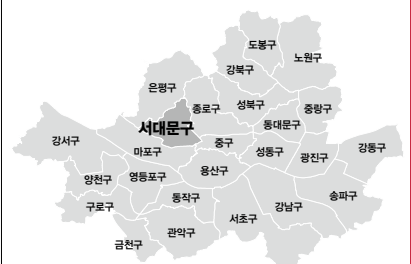 도봉구
노원구
강북구
은평구
종로구
성북구
중랑구
서대문구
동대문구
강서구
마포구
중구
성동구
광진구
강동구
양천구
영등포구
용산구
구로구
동작구
서초구
강남구
송파구
금천구
관악구